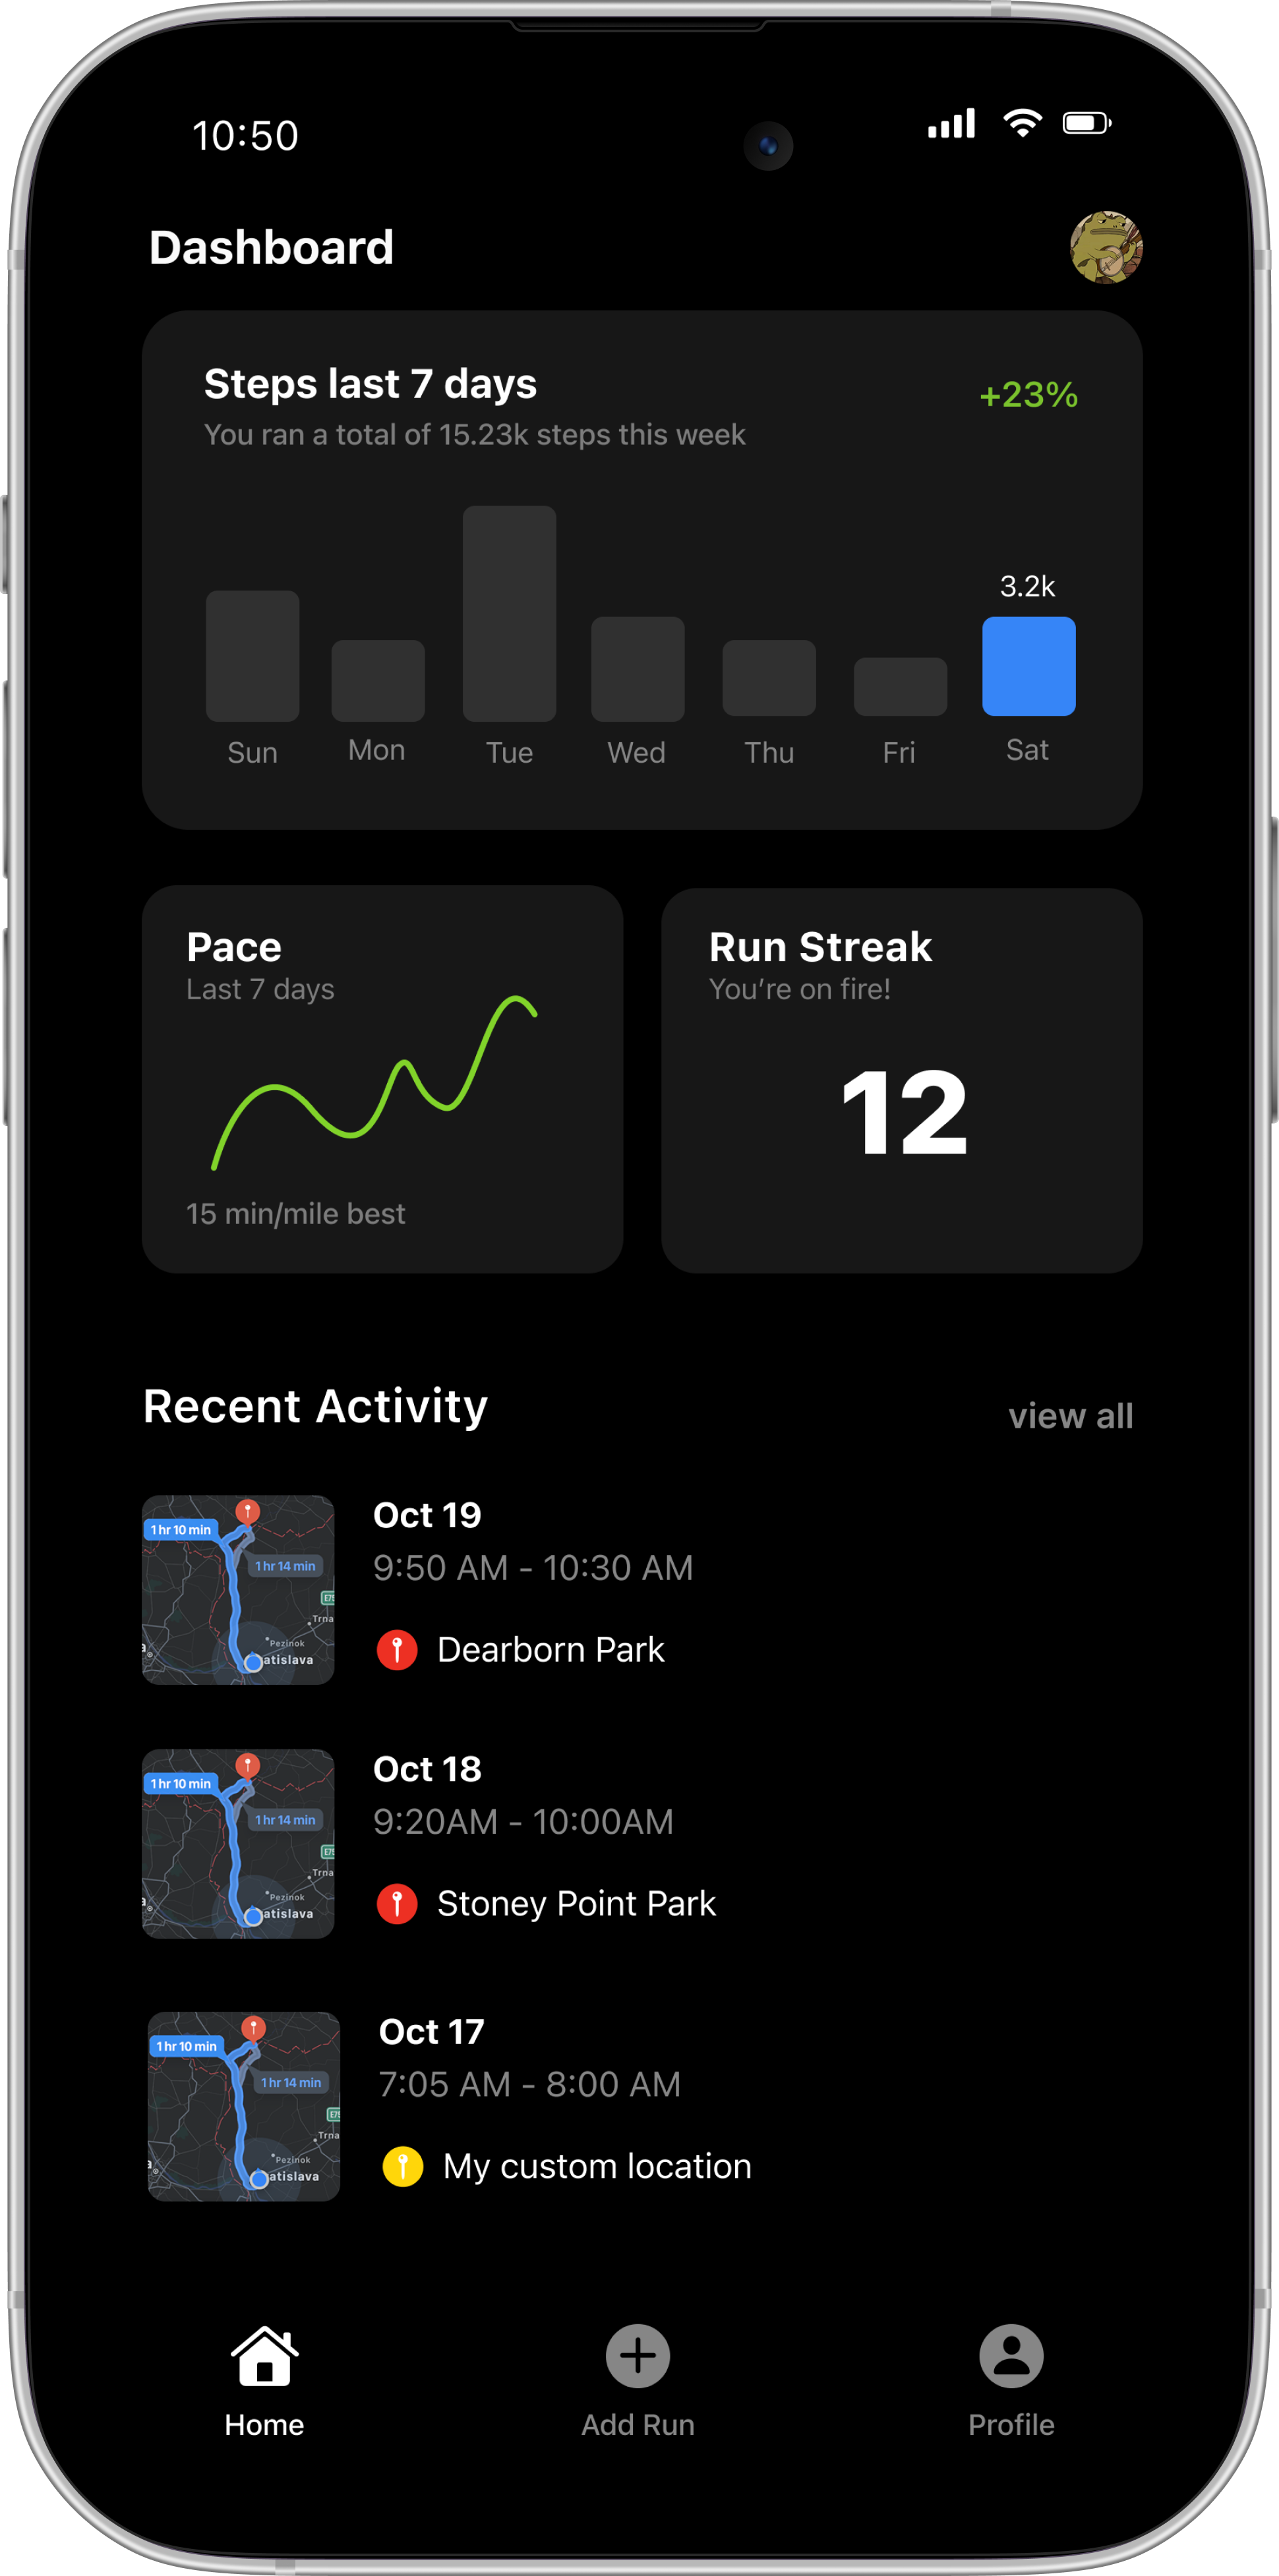 10:50
Dashboard
Steps last 7 days
+23%
You ran a total of 15.23k steps this week
3.2k
Sun Mon Tue Wed Thu Fri Sat
Pace
Last 7 days
15 min/mile best
Run Streak
You’re on fire!
12
Recent Activity
view all
1 hr 10 min
1 hr 14 min
E75
Trna
Pezinok
atislava
Oct 19
9:50 AM - 10:30 AM
Dearborn Park
1 hr 10 min
1 hr 14 min
E75
Trna
Pezinok
atislava
Oct 18
9:20AM - 10:00AM
Stoney Point Park
1 hr 10 min
1 hr 14 min
E75
Trna
Pezinok
atislava
Oct 17
7:05 AM - 8:00 AM
My custom location
Home
Add Run
Profile